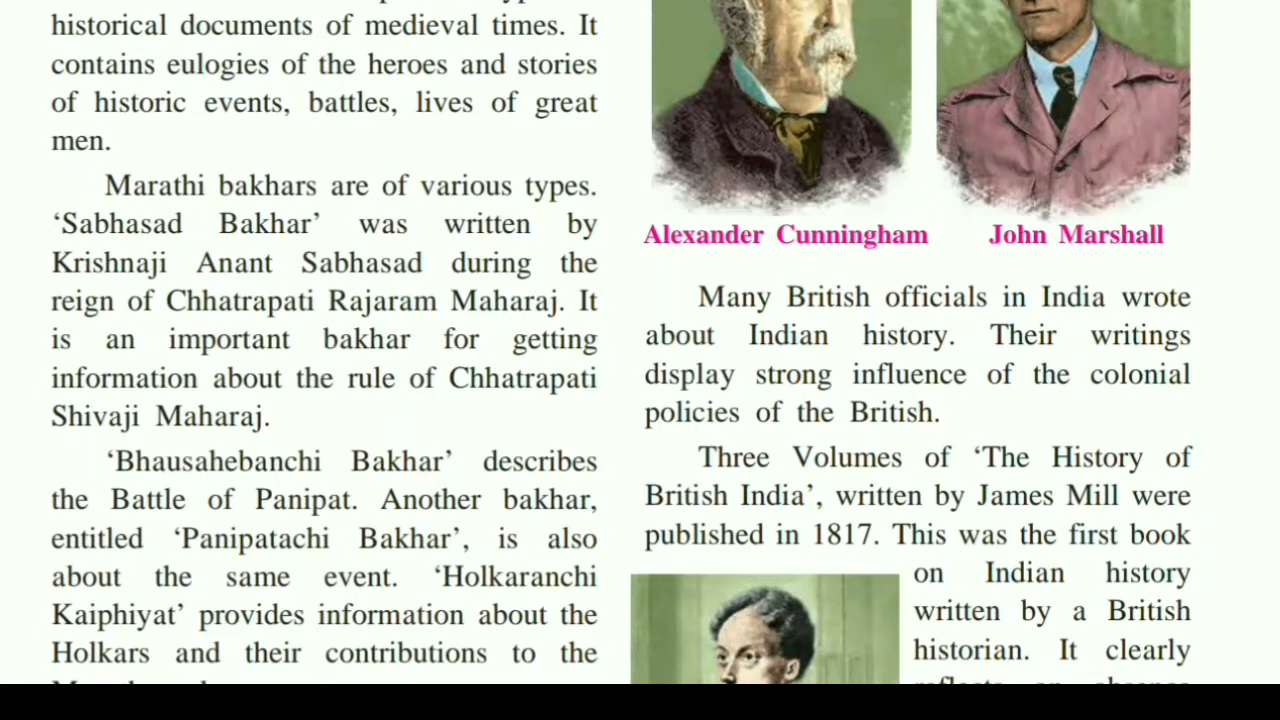 historical documents of medieval times. It
contains eulogies of the heroes and stories
of historic events, battles, lives of great
men.
Marathi bakhars are of various types.
‘Sabhasad Bakhar’ was written by
Krishnaji Anant Sabhasad during the
reign of Chhatrapati Rajaram Maharaj. It
is an important bakhar for getting
information about the rule of Chhatrapati
Shivaji Maharaj.
‘Bhausahebanchi Bakhar’ describes
the Battle of Panipat. Another bakhar,
entitled ‘Panipatachi Bakhar’, is also
about the same event. ‘Holkaranchi
Kaiphiyat’ provides information about the
Holkars and their contributions to the
Alexander Cunningham
John Marshall
Many British officials in India wrote
about Indian history. Their writings
display strong influence of the colonial
policies of the British.
Three Volumes of ‘The History of
British India’, written by James Mill were
published in 1817. This was the first book
on Indian history
written by a British
historian. It clearly